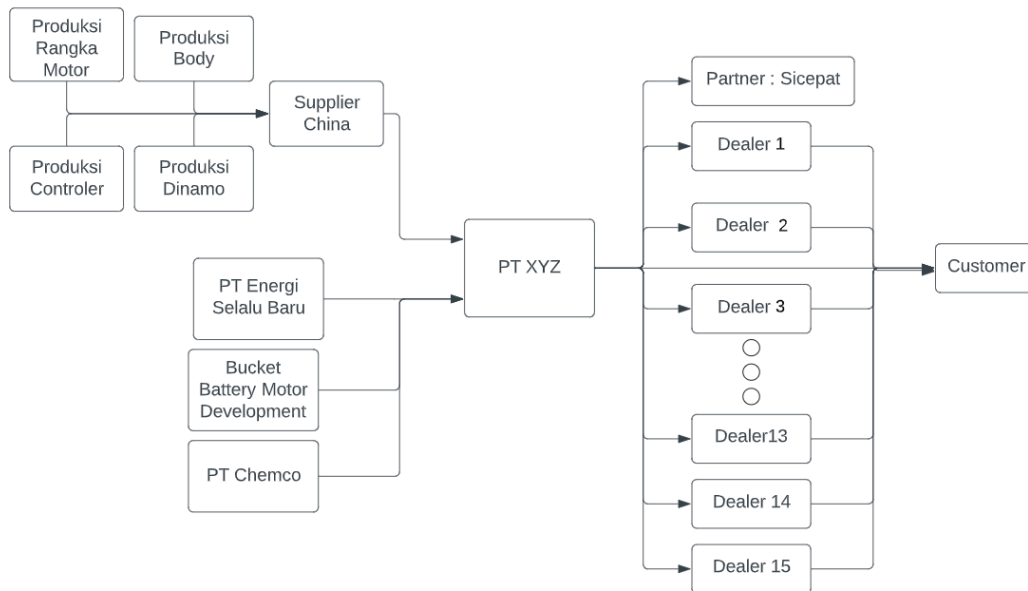 Produksi
Rangka
Motor
Produksi
Body
Supplier
China
Produksi
Controler
Produksi
Dinamo
PT Energi
Selalu Baru
Bucket
Battery Motor
Development
PT Chemco
PT XYZ
Partner : Sicepat
Dealer 1
Dealer 2
Dealer 3
Dealer13
Dealer 14
Dealer 15
Customer